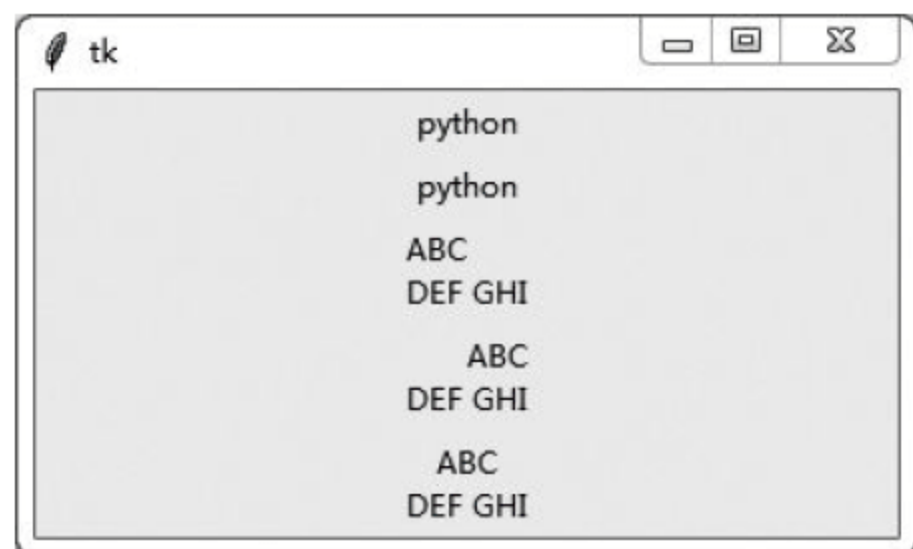 tk
python
python
ABC
DEF GHI
ABC
DEF GHI
ABC
DEF GHI